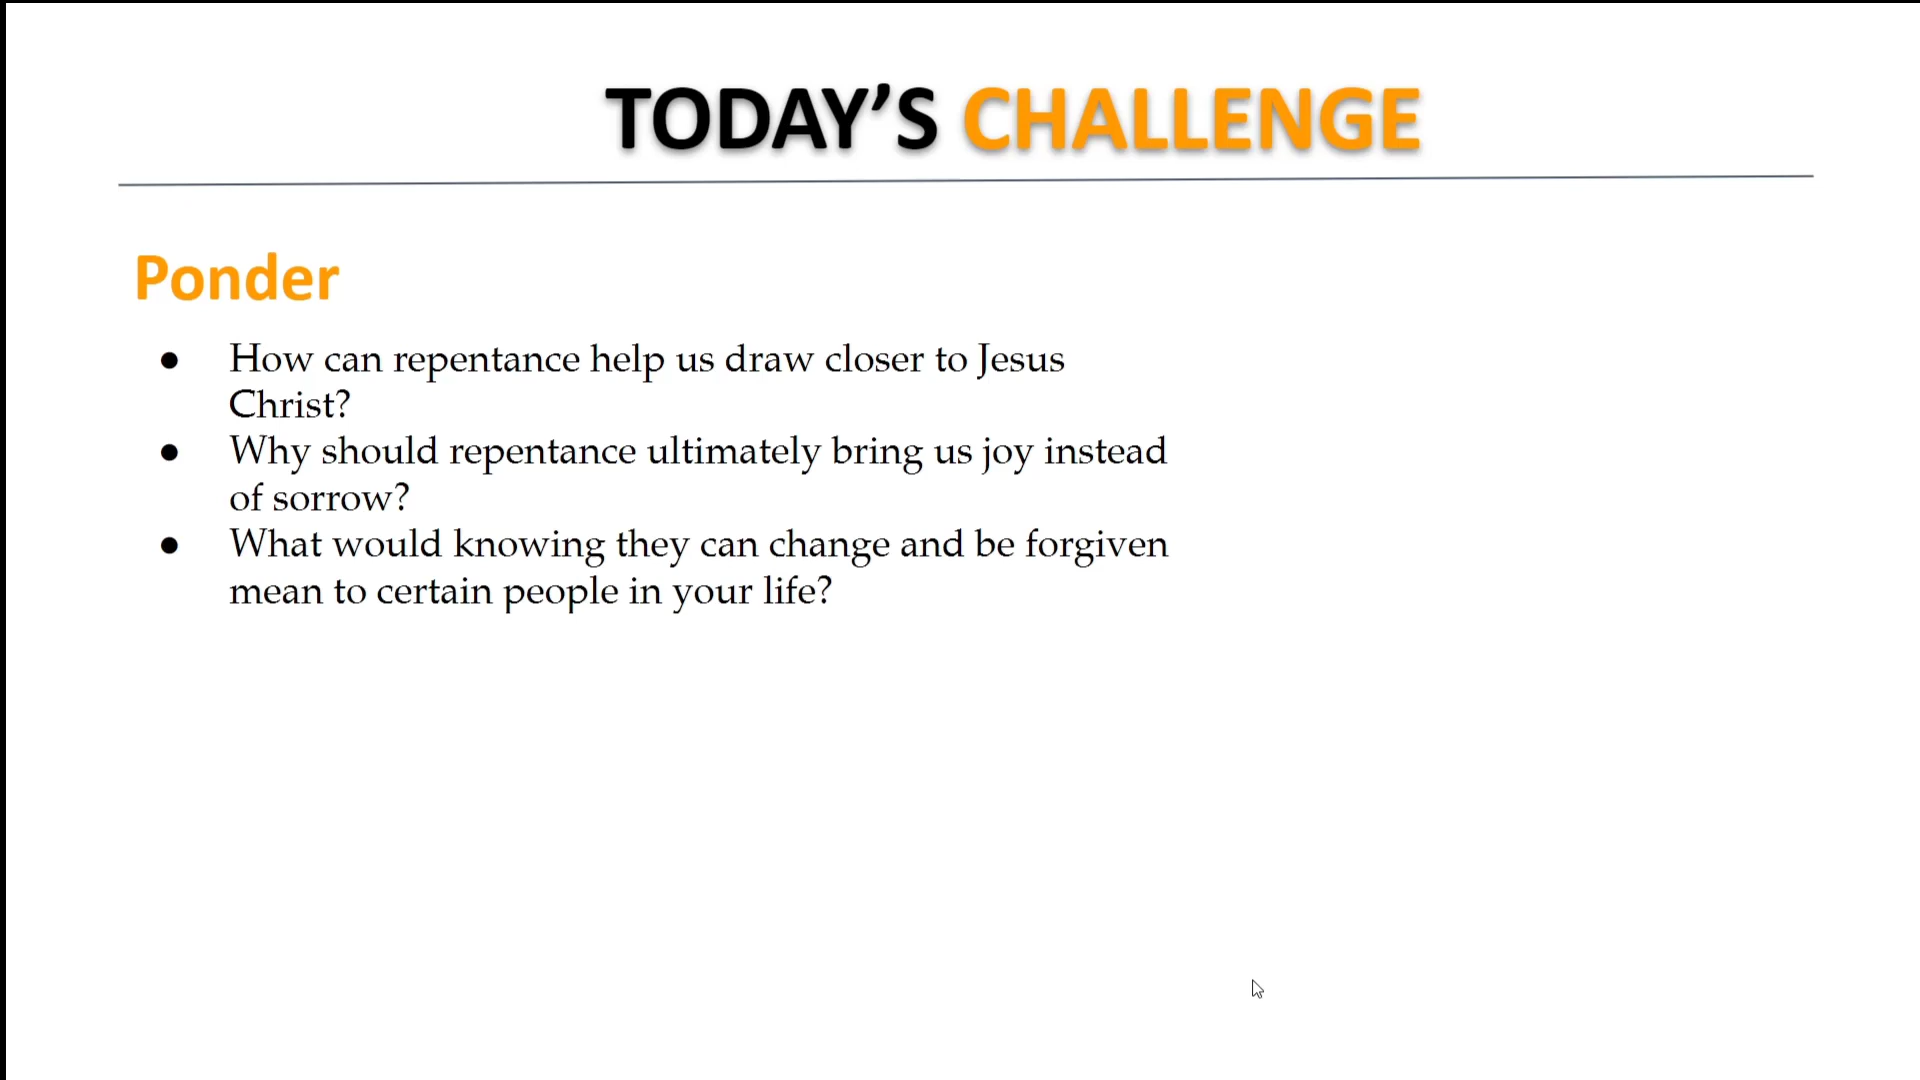 TODAY’S CHALLENGE
Ponder
● How can repentance help us draw closer to Jesus
Christ?
● Why should repentance ultimately bring us joy instead
of sorrow?
● What would knowing they can change and be forgiven
mean to certain people in your life?